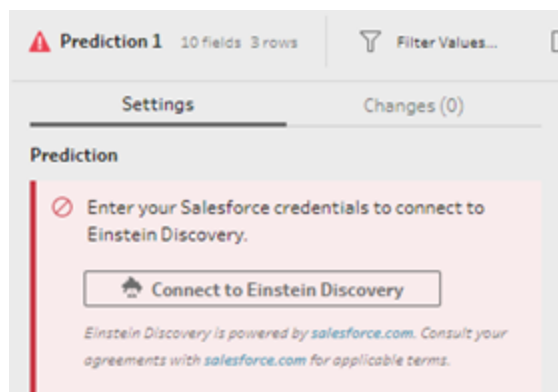 Prediction 1 10 fields 3 rows Filter Values...
Settings Changes (0)
Prediction
Enter your Salesforce credentials to connect to
Einstein Discovery.
Connect to Einstein Discovery
Einstein Discovery is powered by salesforce.com. Consult your
agreements with salesforce.com for applicable terms.